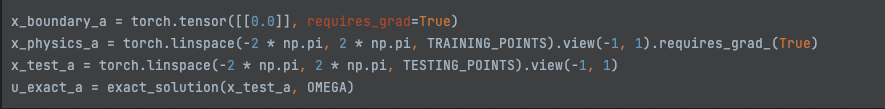 x_boundary_a = torch.tensor([[0.0]], requires_grad=True)
x_physics_a = torch.linspace(-2 * np.pi, 2 * np.pi, TRAINING_POINTS).view(-1, 1).requires_grad_(True)
x_test_a = torch.linspace(-2 * np.pi, 2 * np.pi, TESTING_POINTS).view(-1, 1)
u_exact_a = exact_solution(x_test_a, OMEGA)